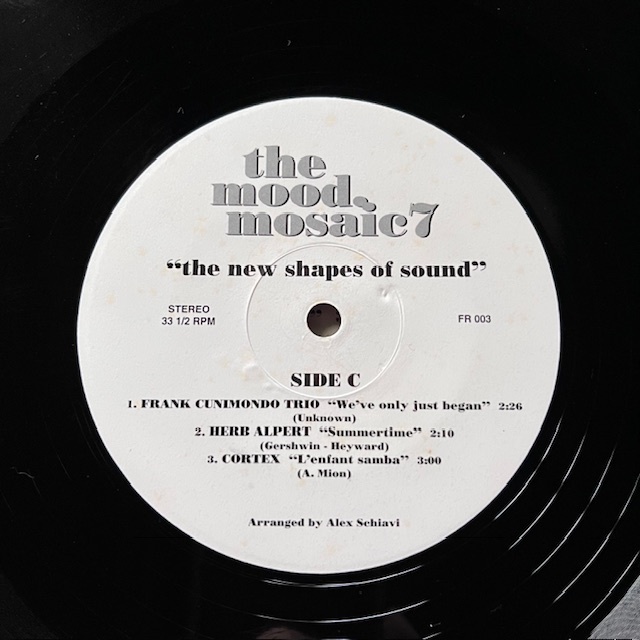 the
mood
mosaic7
“the new shapes of sound”
STEREO
33 1/2 RPM
FR 003
SIDE C
1. FRANK CUNIMONDO TRIO “We've only just began” 2:26
(Unknown)
2. HERB ALPERT “Summertime” 2:10
(Gershwin - Heyward)
3. CORTEX “L'enfant samba” 3:00
(A. Mion)
Arranged by Alex Schiavi